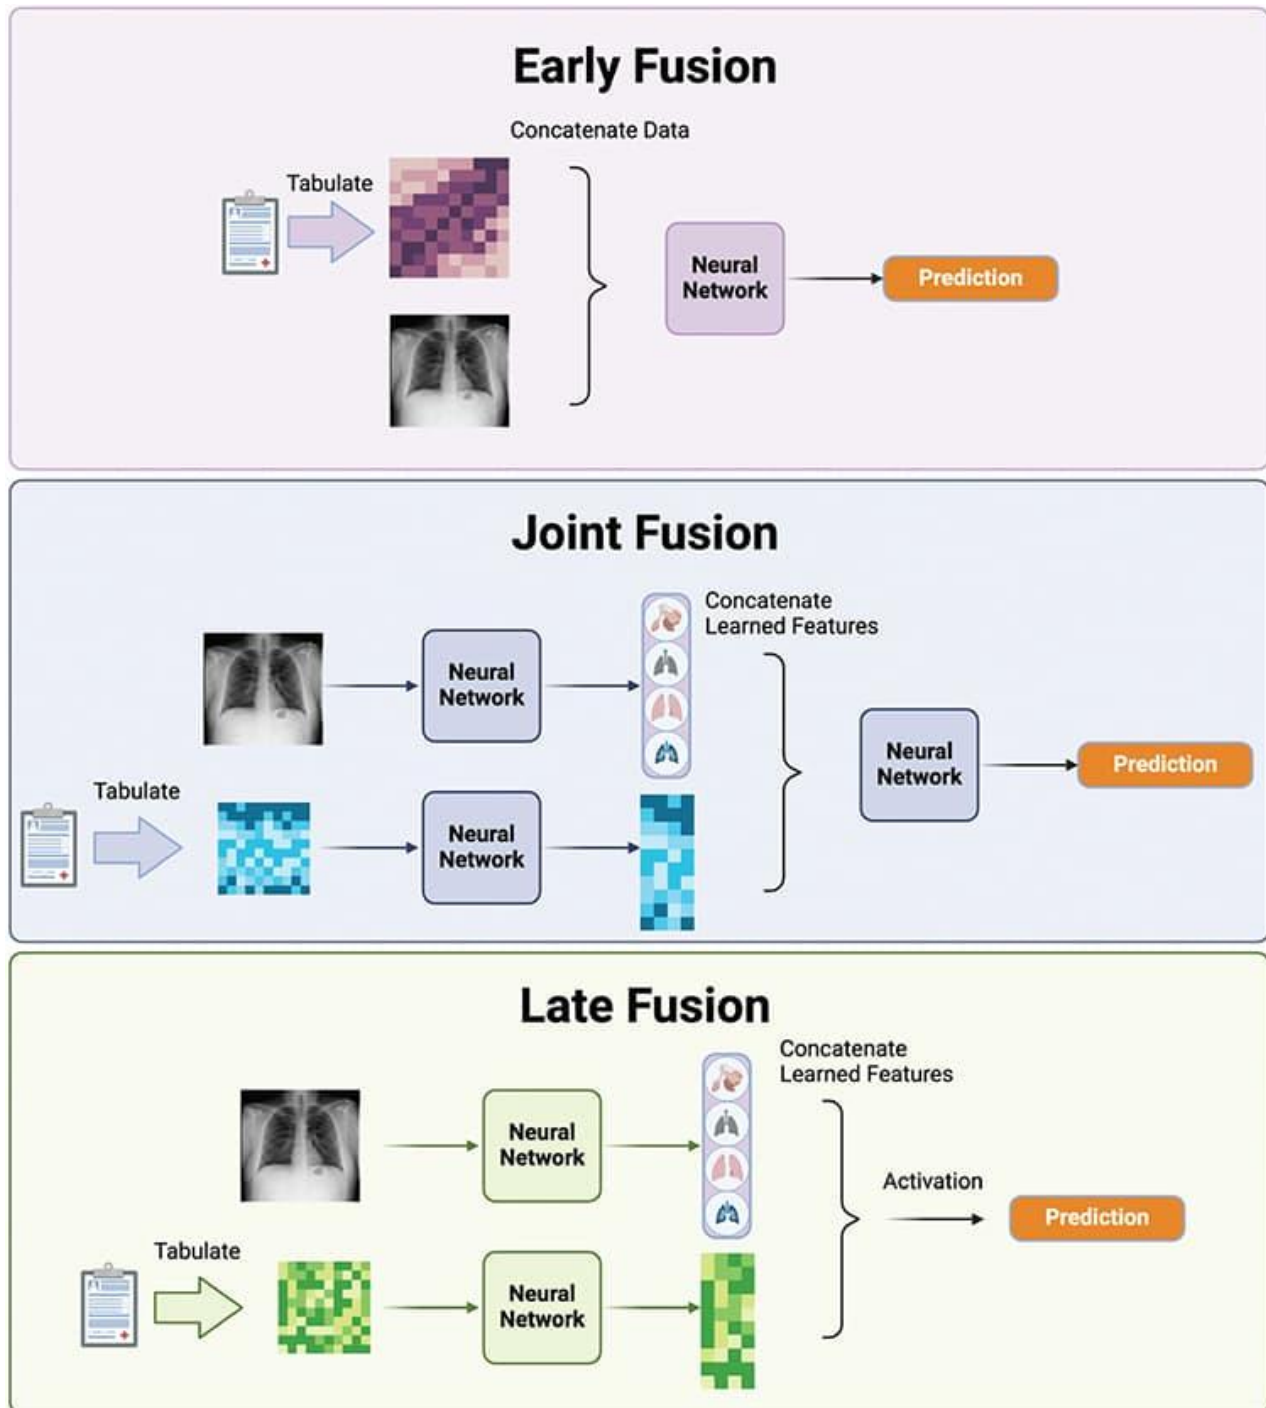 Early Fusion
Concatenate Data
Tabulate
Neural
Network
Prediction
Joint Fusion
Concatenate
Learned Features
Neural
Network
Tabulate
Neural
Network
Neural
Network
Prediction
Late Fusion
Concatenate
Learned Features
Neural
Network
Activation
Prediction
Tabulate
Neural
Network